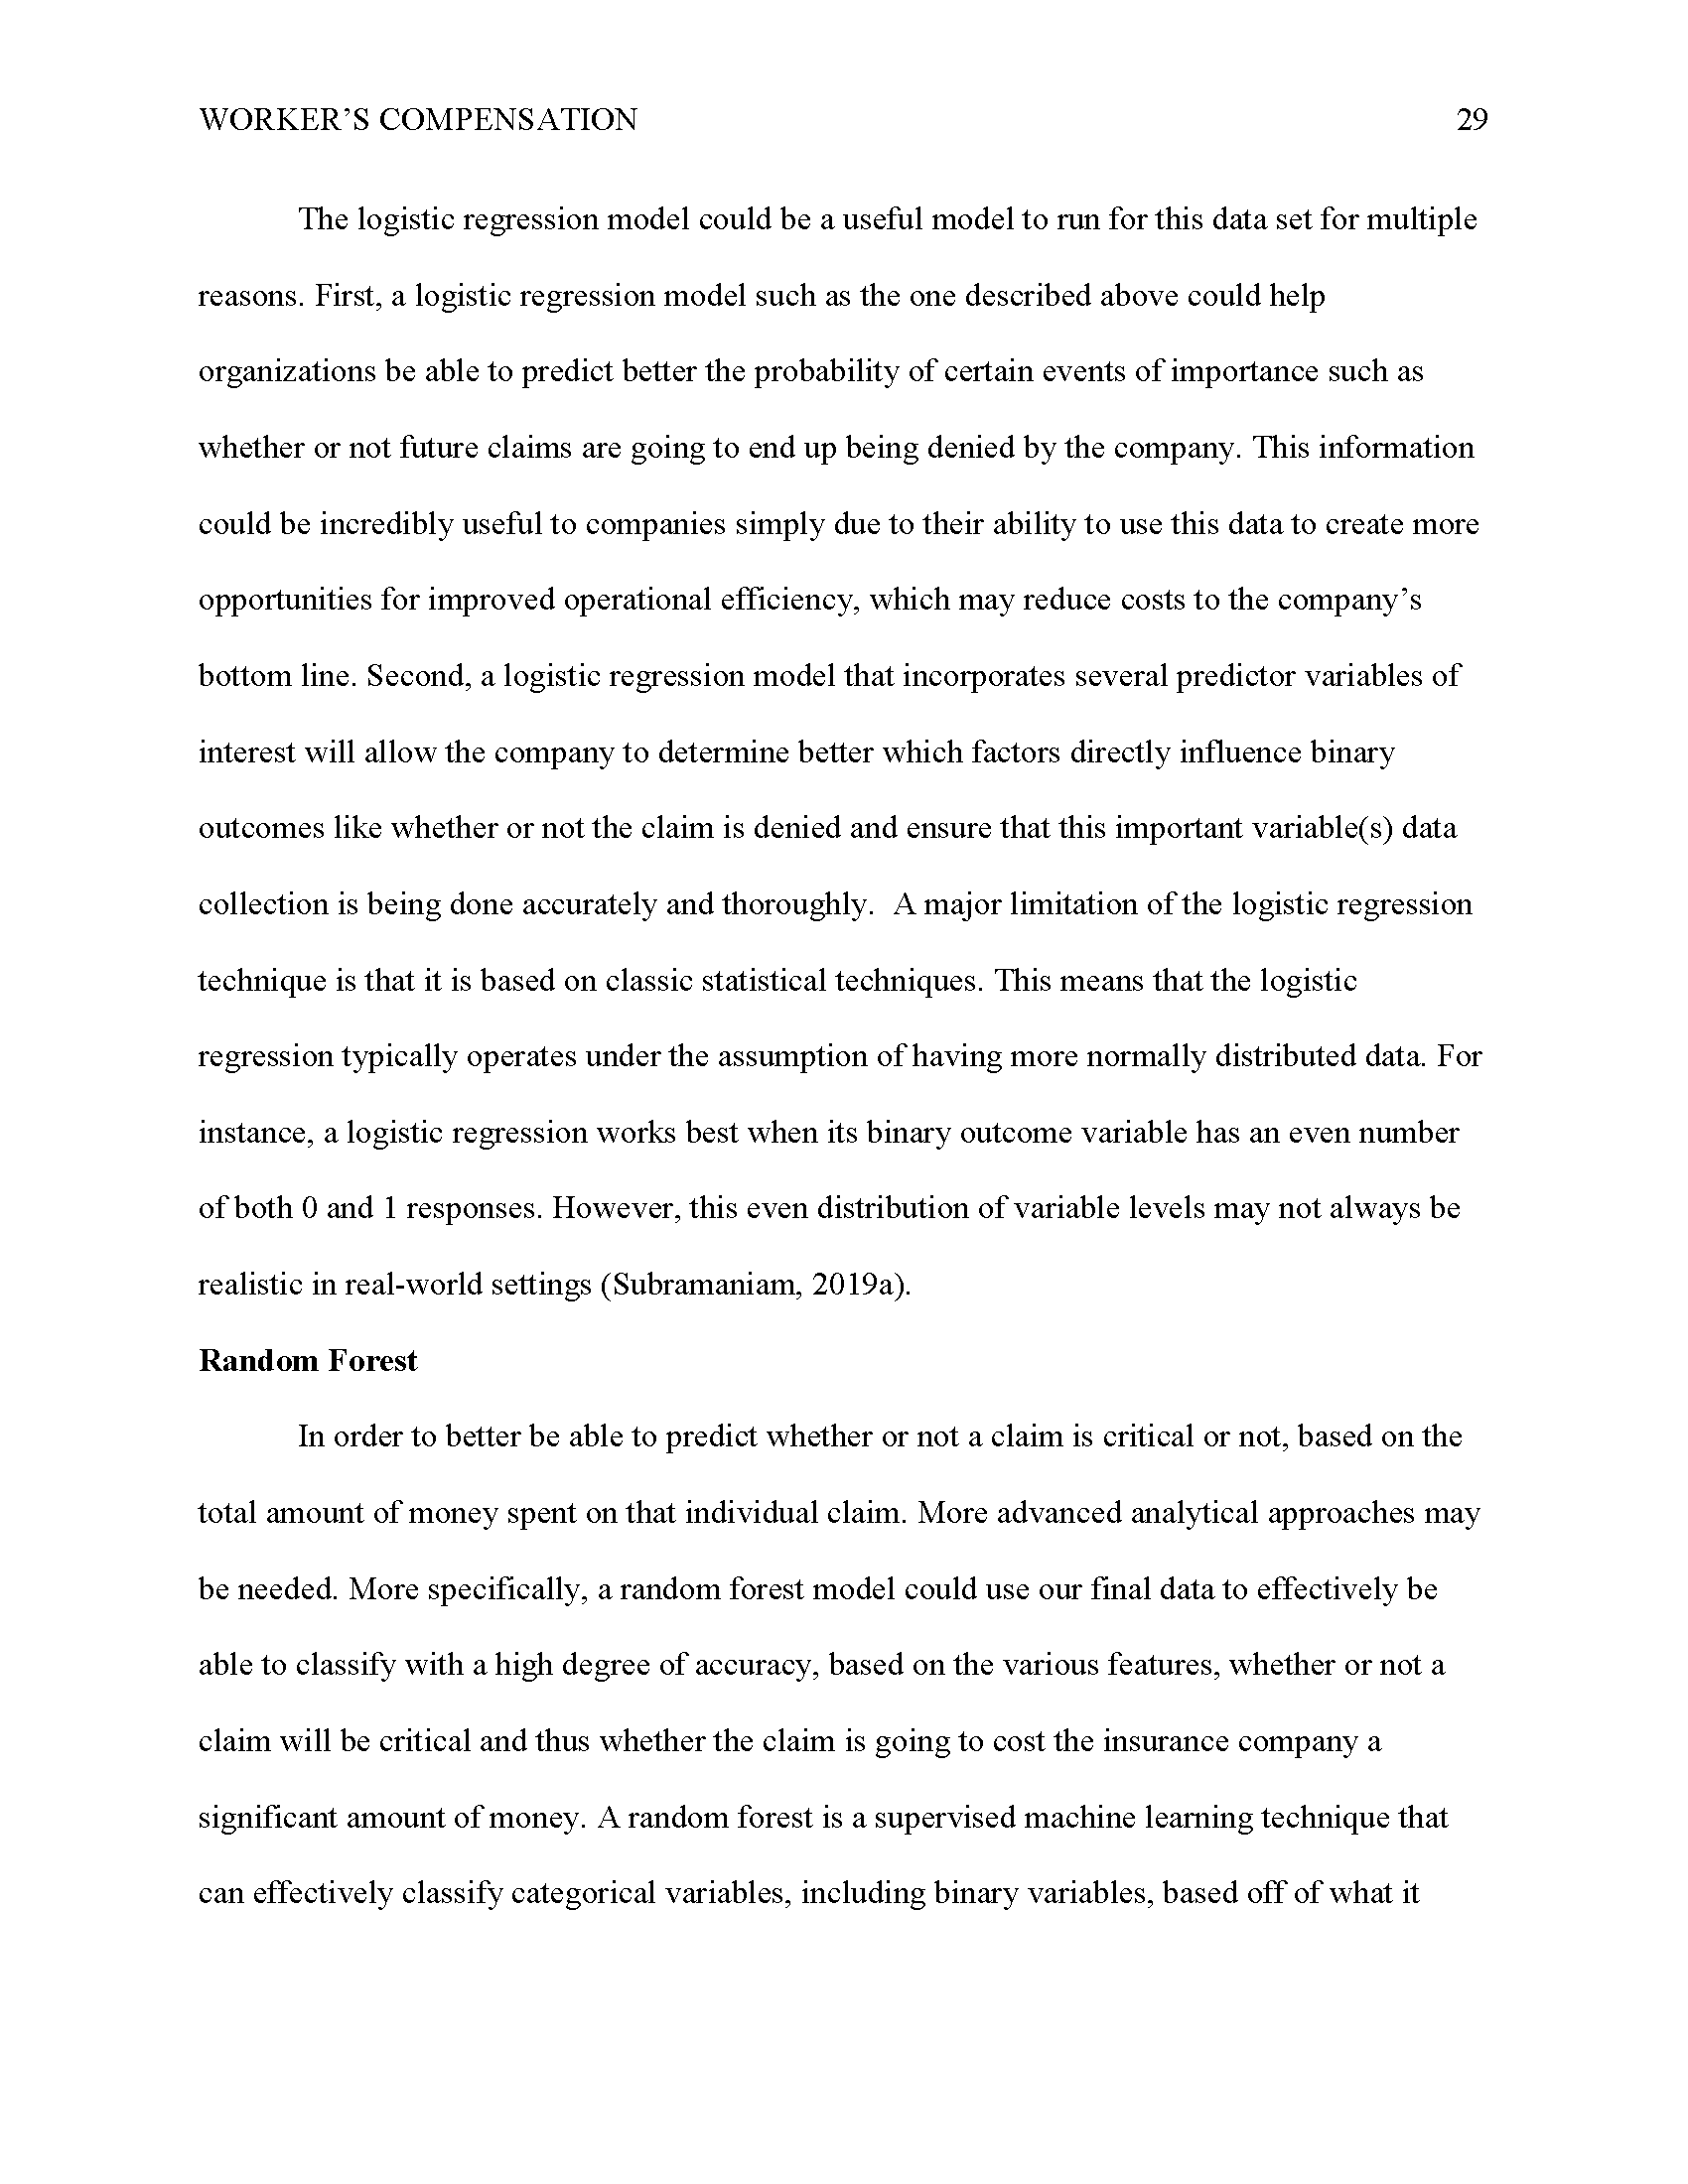 WORKER’S COMPENSATION 29
The logistic regression model could be a useful model to run for this data set for multiple
reasons. First, a logistic regression model such as the one described above could help
organizations be able to predict better the probability of certain events of importance such as
whether or not future claims are going to end up being denied by the company. This information
could be incredibly useful to companies simply due to their ability to use this data to create more
opportunities for improved operational efficiency, which may reduce costs to the company’s
bottom line. Second, a logistic regression model that incorporates several predictor variables of
interest will allow the company to determine better which factors directly influence binary
outcomes like whether or not the claim is denied and ensure that this important variable(s) data
collection is being done accurately and thoroughly.  A major limitation of the logistic regression
technique is that it is based on classic statistical techniques. This means that the logistic
regression typically operates under the assumption of having more normally distributed data. For
instance, a logistic regression works best when its binary outcome variable has an even number
of both 0 and 1 responses. However, this even distribution of variable levels may not always be
realistic in real-world settings (Subramaniam, 2019a).
Random Forest
In order to better be able to predict whether or not a claim is critical or not, based on the
total amount of money spent on that individual claim. More advanced analytical approaches may
be needed. More specifically, a random forest model could use our final data to effectively be
able to classify with a high degree of accuracy, based on the various features, whether or not a
claim will be critical and thus whether the claim is going to cost the insurance company a
significant amount of money. A random forest is a supervised machine learning technique that
can effectively classify categorical variables, including binary variables, based off of what it